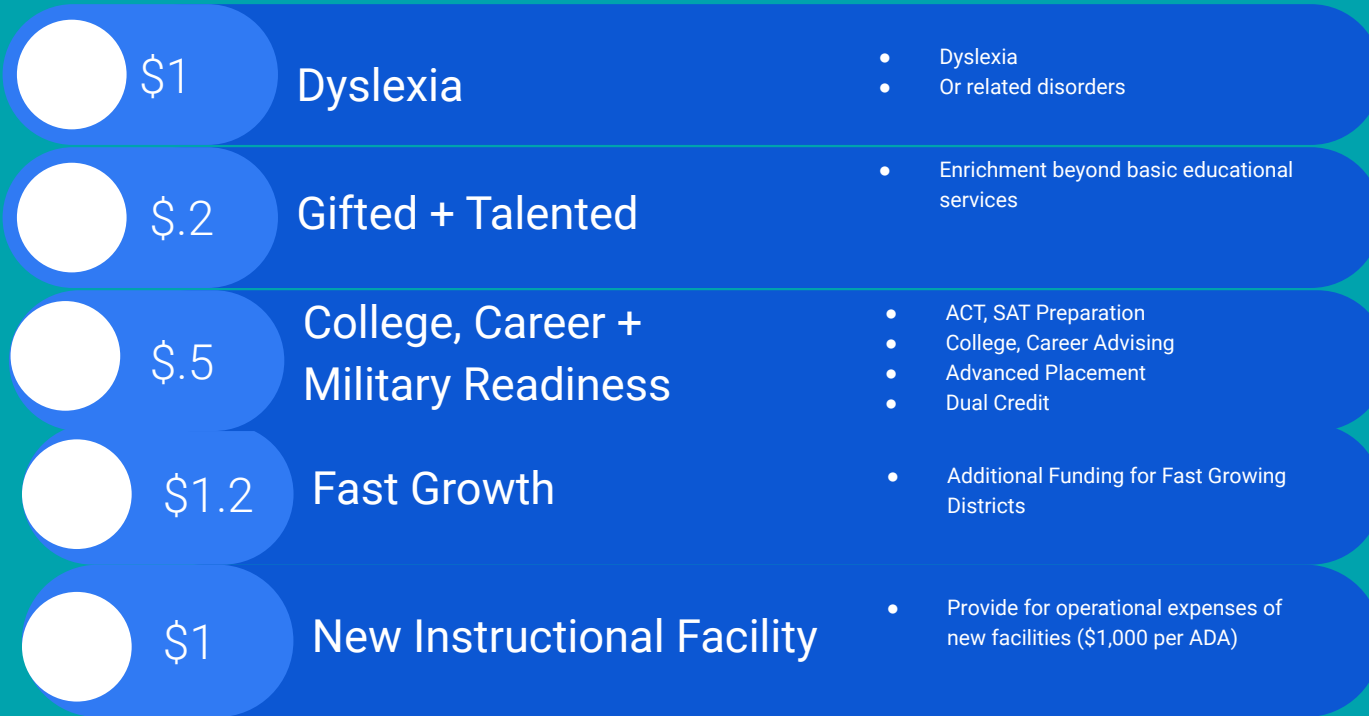 $1
Dyslexia
● Dyslexia
● Or related disorders
$.2
Gifted + Talented
● Enrichment beyond basic educational
services
$.5
College, Career +
Military Readiness
● ACT, SAT Preparation
● College, Career Advising
● Advanced Placement
● Dual Credit
$1.2
Fast Growth
● Additional Funding for Fast Growing
Districts
$1
New Instructional Facility
● Provide for operational expenses of
new facilities ($1,000 per ADA)